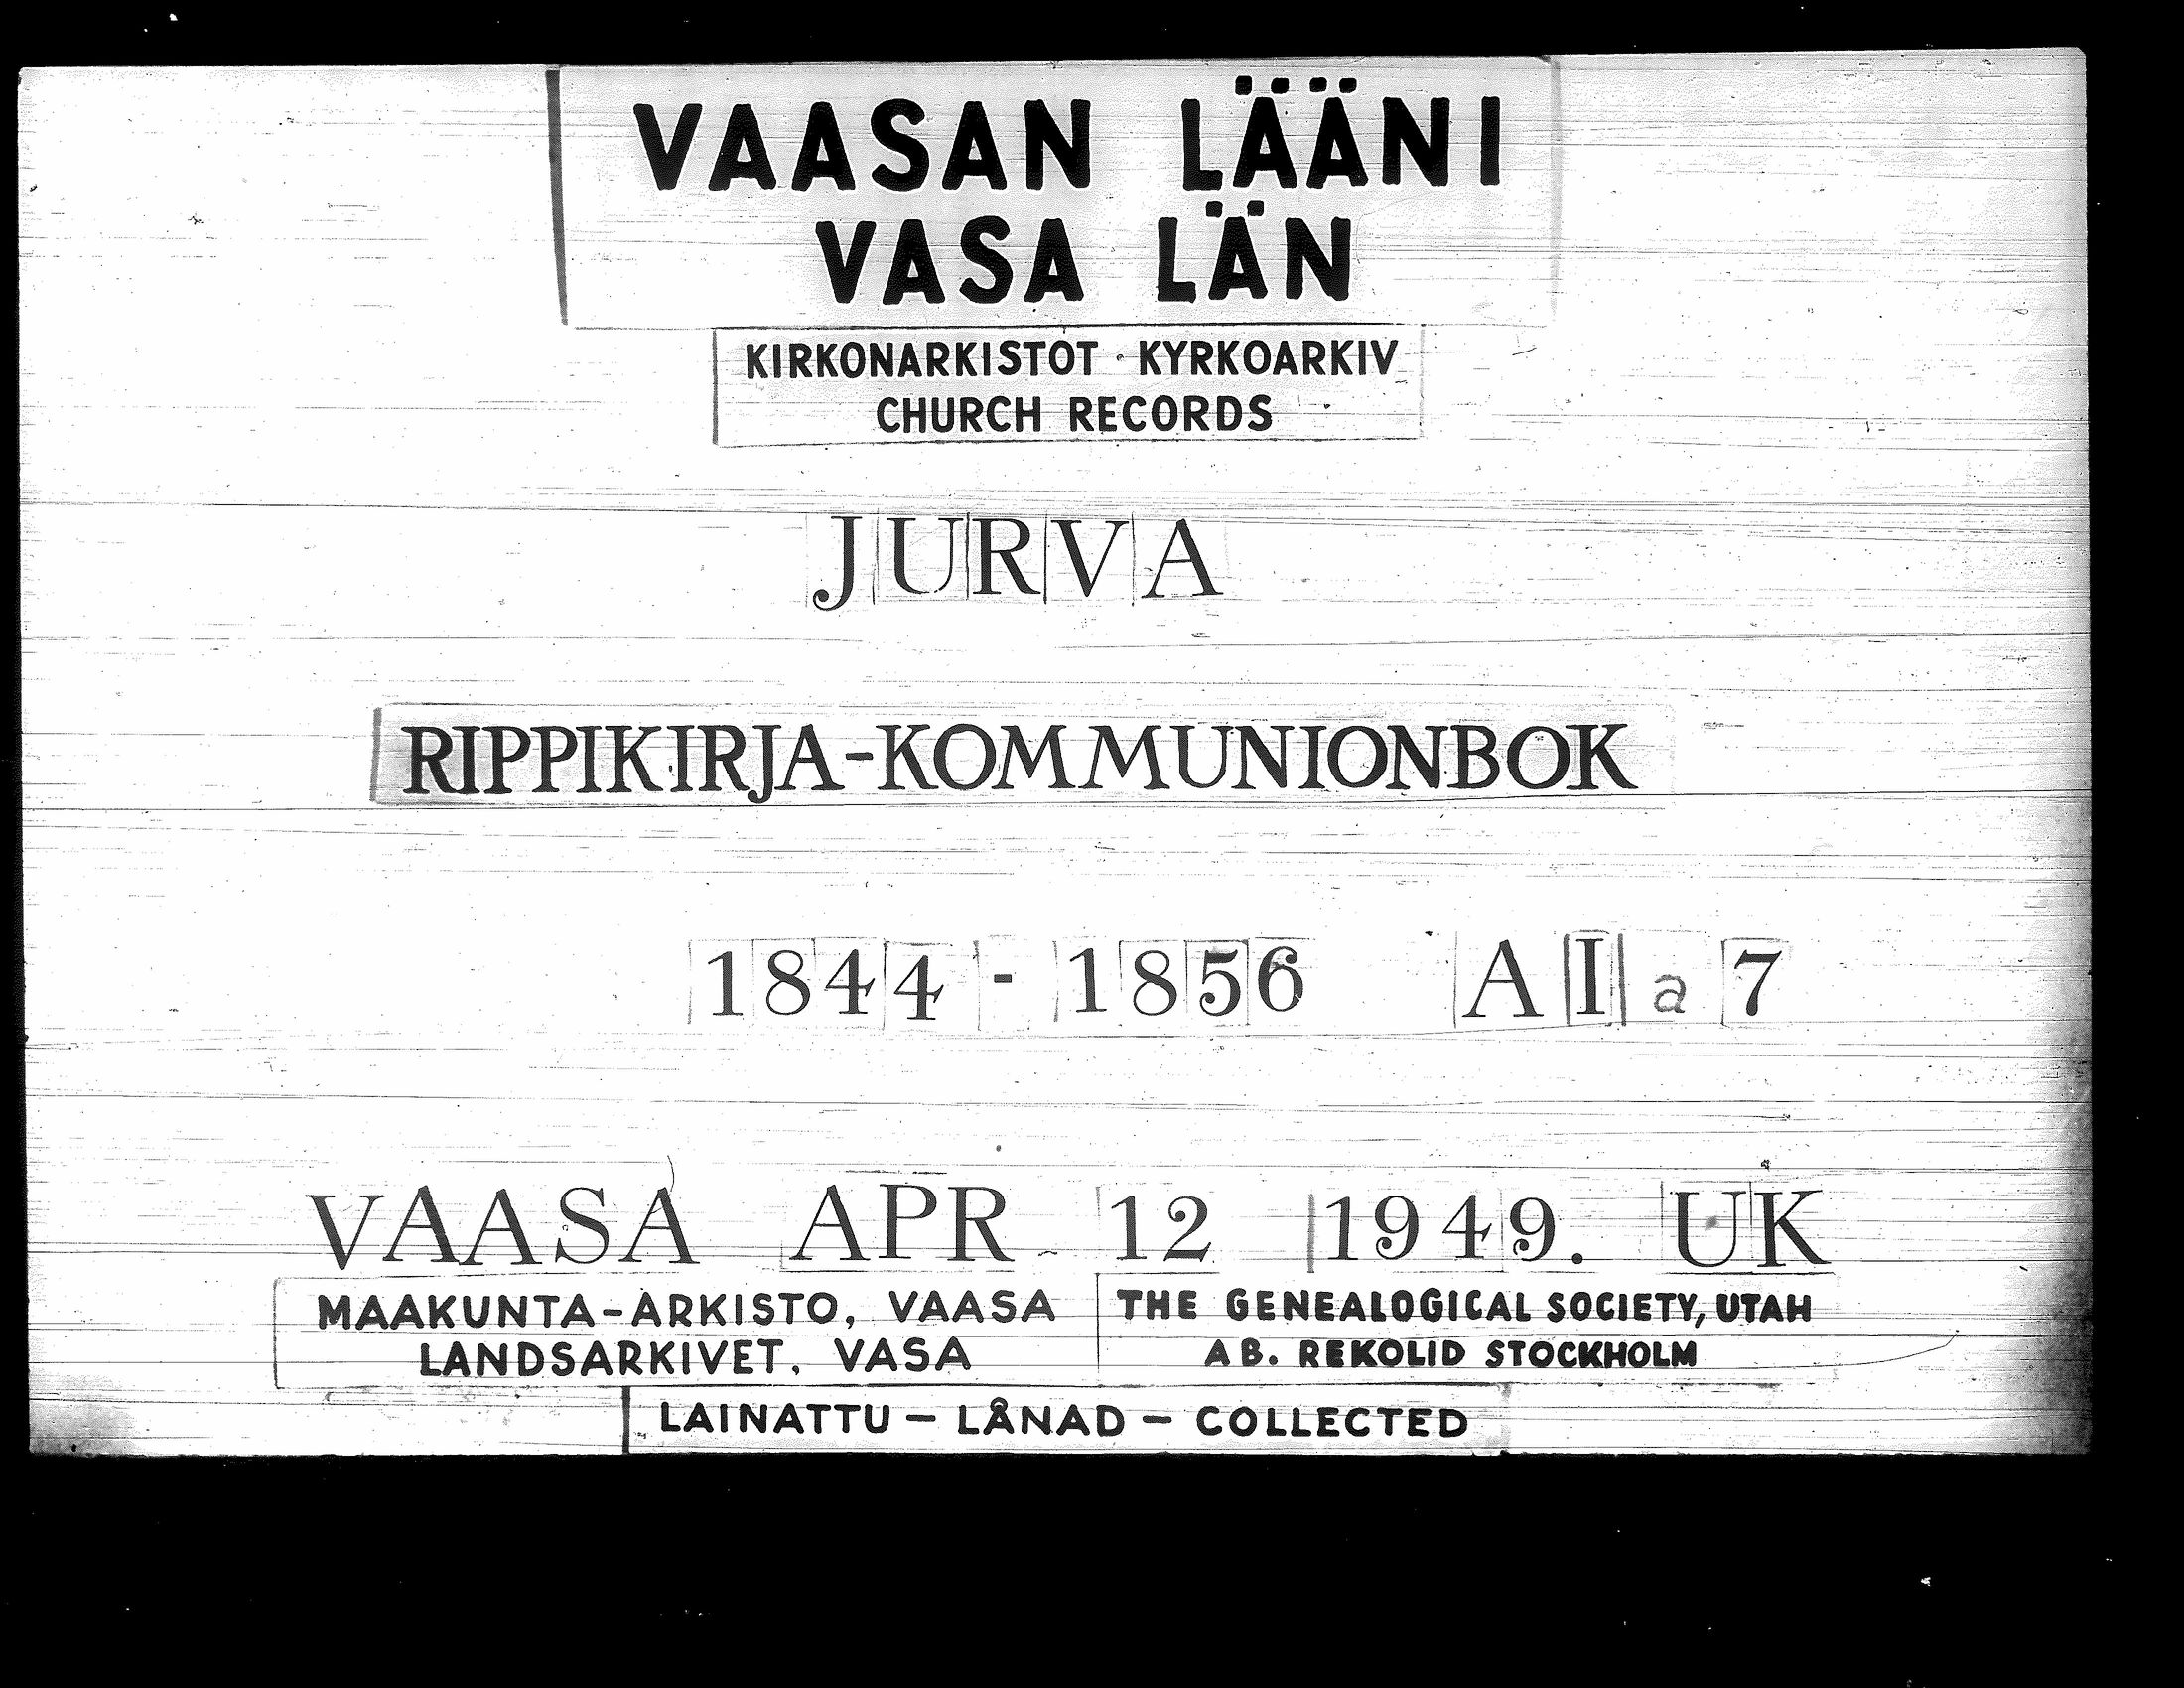 VAASAN LÄÄNI
VASA LÄN
KIRKONARKISTOT · KYRKOARKIV
CHURCH RECORDS
JURVA
RIPPIKIRJA-KOMMUNIONBOK
1844 - 1856 AI a 7
VAASA APR - 12 1949. UK
MAAKUNTA-ARKISTO, VAASA
LANDSARKIVET, VASA
THE GENEALOGICAL SOCIETY, UTAH
AB. REKOLID STOCKHOLM
LAINATTU - LÅNAD - COLLECTED